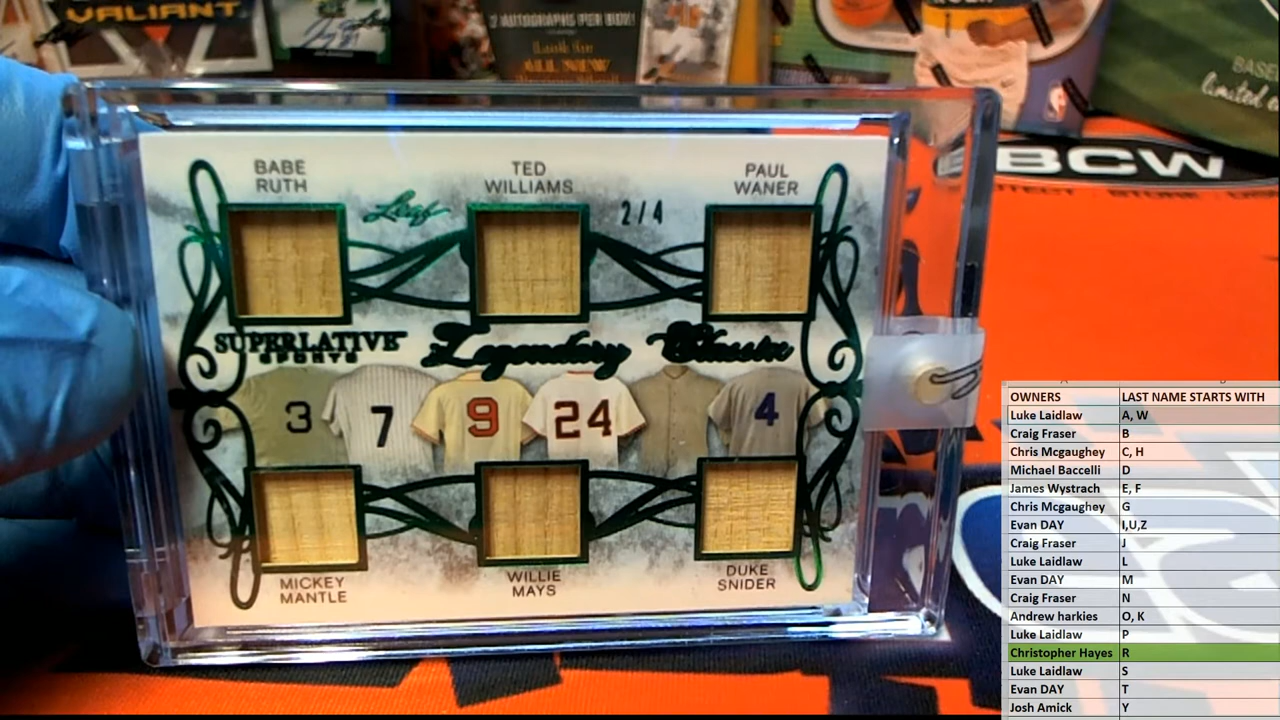 VALIANT
2 AUTOGRAPHS PER BOX!
Look for
ALL NEW
BASE
limited
BCW
BABE
RUTH
TED
WILLIAMS
PAUL
WANER
Leaf
2/4
SUPERLATIVE
SPORTS
Legendary Classix
3
7
9
24
4
MICKEY
MANTLE
WILLIE
MAYS
DUKE
SNIDER
OWNERS LAST NAME STARTS WITH
Luke Laidlaw A, W
Craig Fraser B
Chris Mcgaughey C, H
Michael Baccelli D
James Wystrach E, F
Chris Mcgaughey G
Evan DAY I,U,Z
Craig Fraser J
Luke Laidlaw L
Evan DAY M
Craig Fraser N
Andrew harkies O, K
Luke Laidlaw P
Christopher Hayes R
Luke Laidlaw S
Evan DAY T
Josh Amick Y